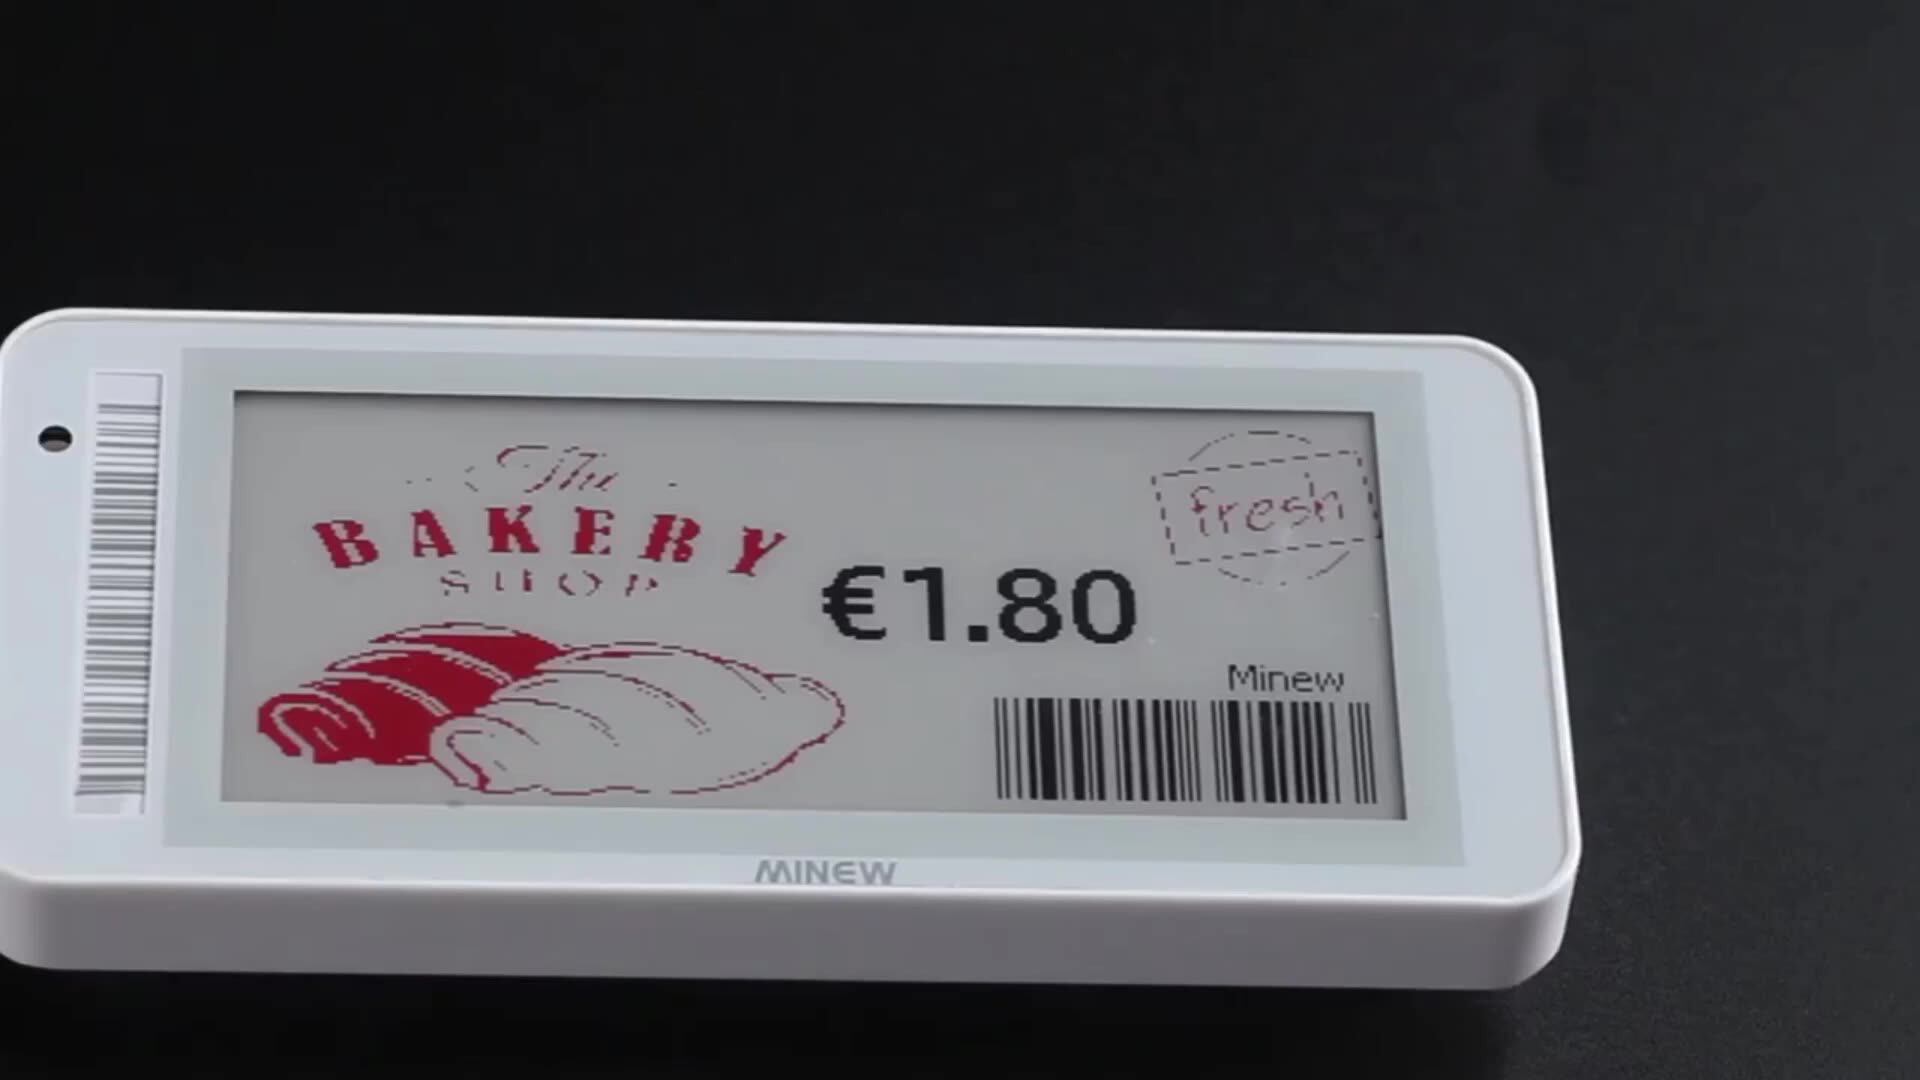 The
BAKERY
SHOP
fresh
€1.80
Minew
MINEW